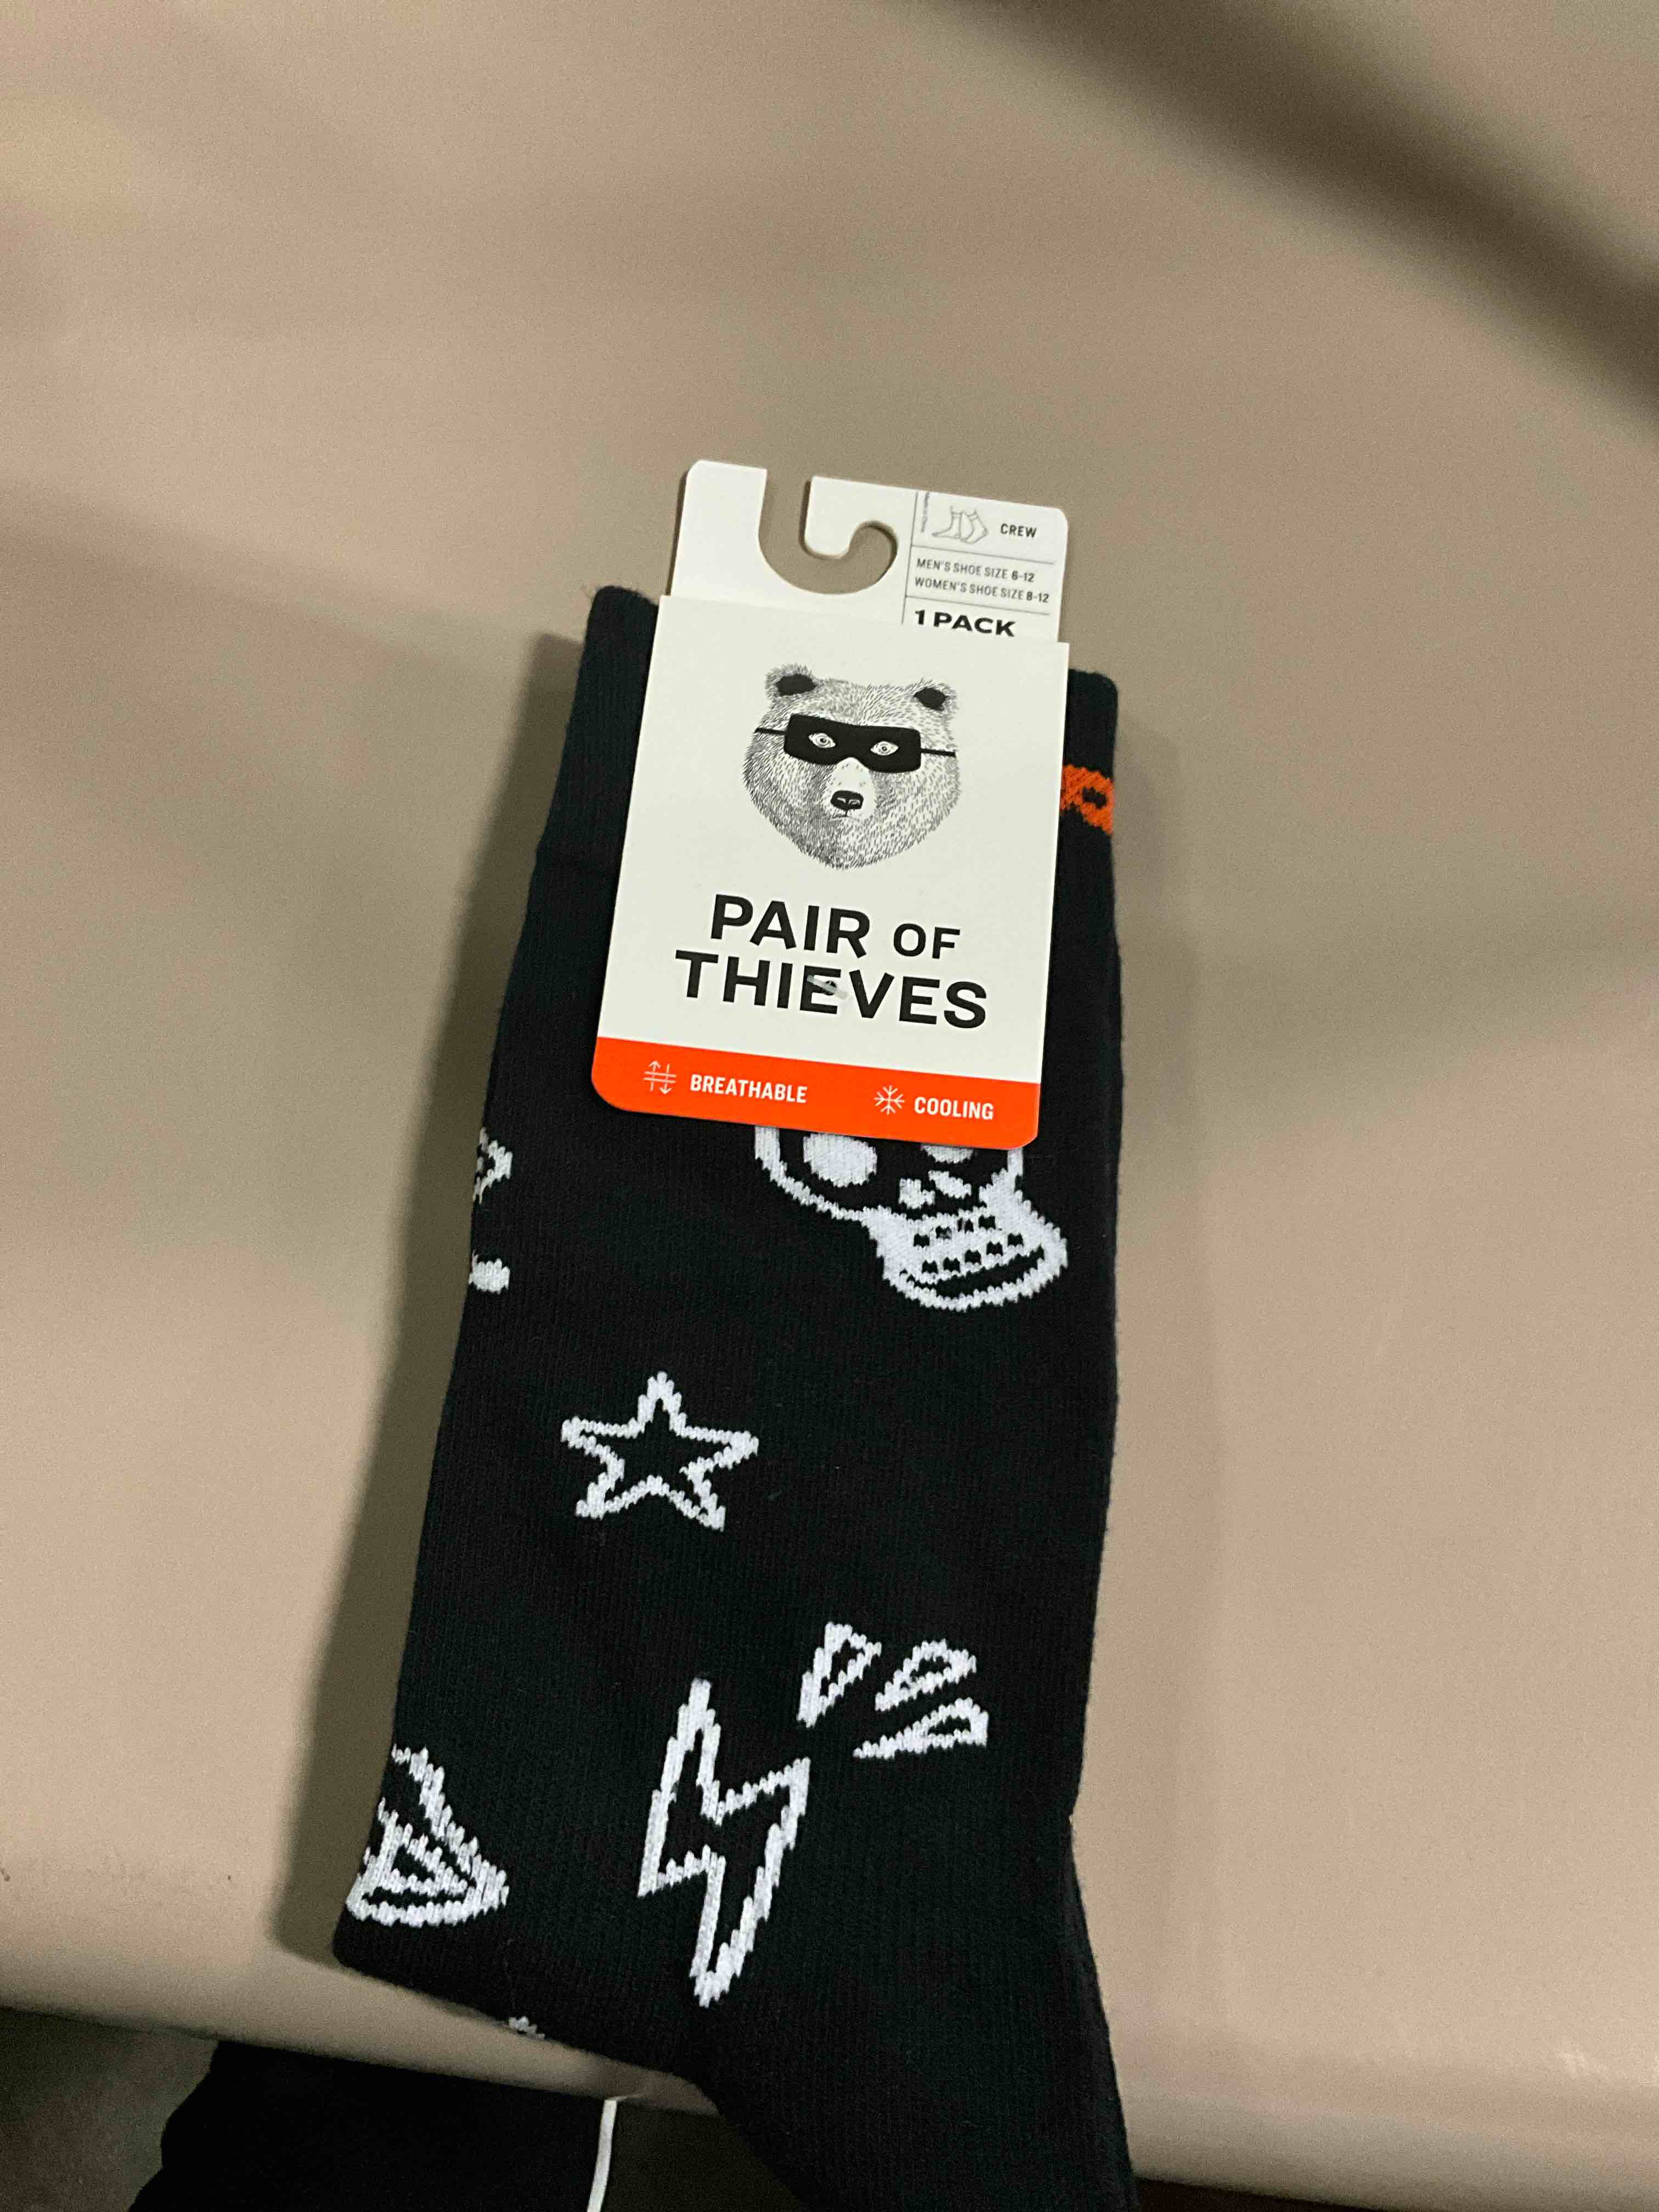 CREW
MEN'S SHOE SIZE 6-12
WOMEN'S SHOE SIZE 8-12
1 PACK
PAIR OF
THIEVES
BREATHABLE
COOLING